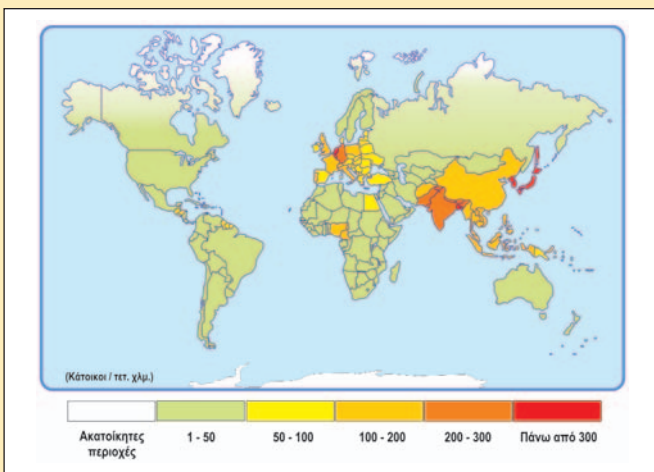 (Κάτοικοι / τετ. χλμ.)
Ακατοίκητες
περιοχές
1 - 50
50 - 100
100 - 200
200 - 300
Πάνω από 300